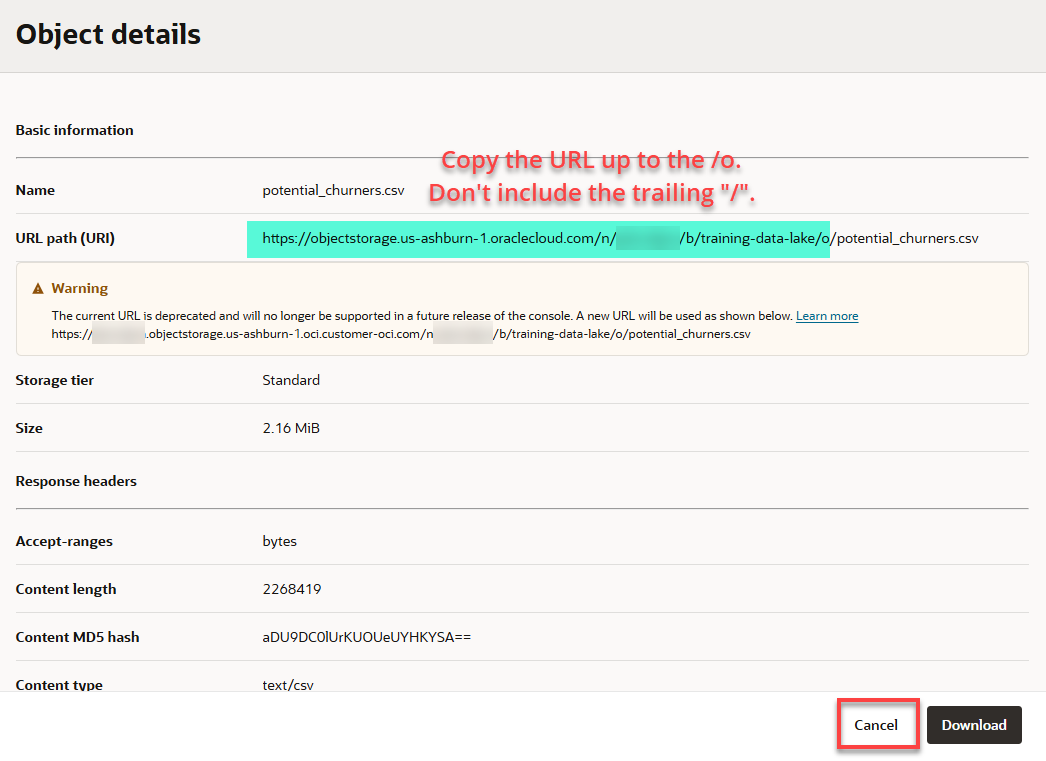 Object details
Basic information
Copy the URL up to the /o.
Don't include the trailing "/".
Name potential_churners.csv
URL path (URI) https://objectstorage.us-ashburn-1.oraclecloud.com/n/ /b/training-data-lake/o/potential_churners.csv
Warning
The current URL is deprecated and will no longer be supported in a future release of the console. A new URL will be used as shown below. Learn more
https:// .objectstorage.us-ashburn-1.oci.customer-oci.com/n /b/training-data-lake/o/potential_churners.csv
Storage tier Standard
Size 2.16 MiB
Response headers
Accept-ranges bytes
Content length 2268419
Content MD5 hash aDU9DC0lUrKUOUeUYHKYSA==
Content type text/csv
Cancel Download